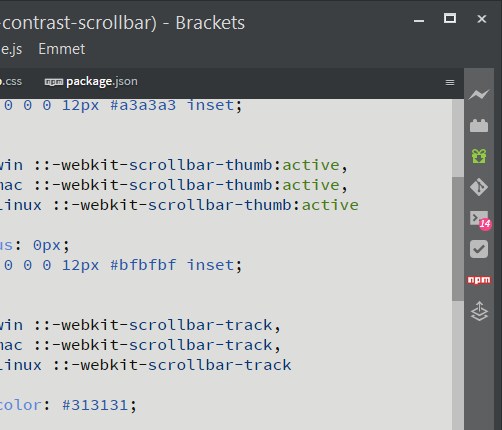 -contrast-scrollbar) - Brackets
e.js Emmet
.css npm package.json
0 0 0 12px #a3a3a3 inset;
win ::-webkit-scrollbar-thumb:active,
mac ::-webkit-scrollbar-thumb:active,
linux ::-webkit-scrollbar-thumb:active
us: 0px;
0 0 0 12px #bfbfbf inset;
win ::-webkit-scrollbar-track,
mac ::-webkit-scrollbar-track,
linux ::-webkit-scrollbar-track
color: #313131;
14
npm